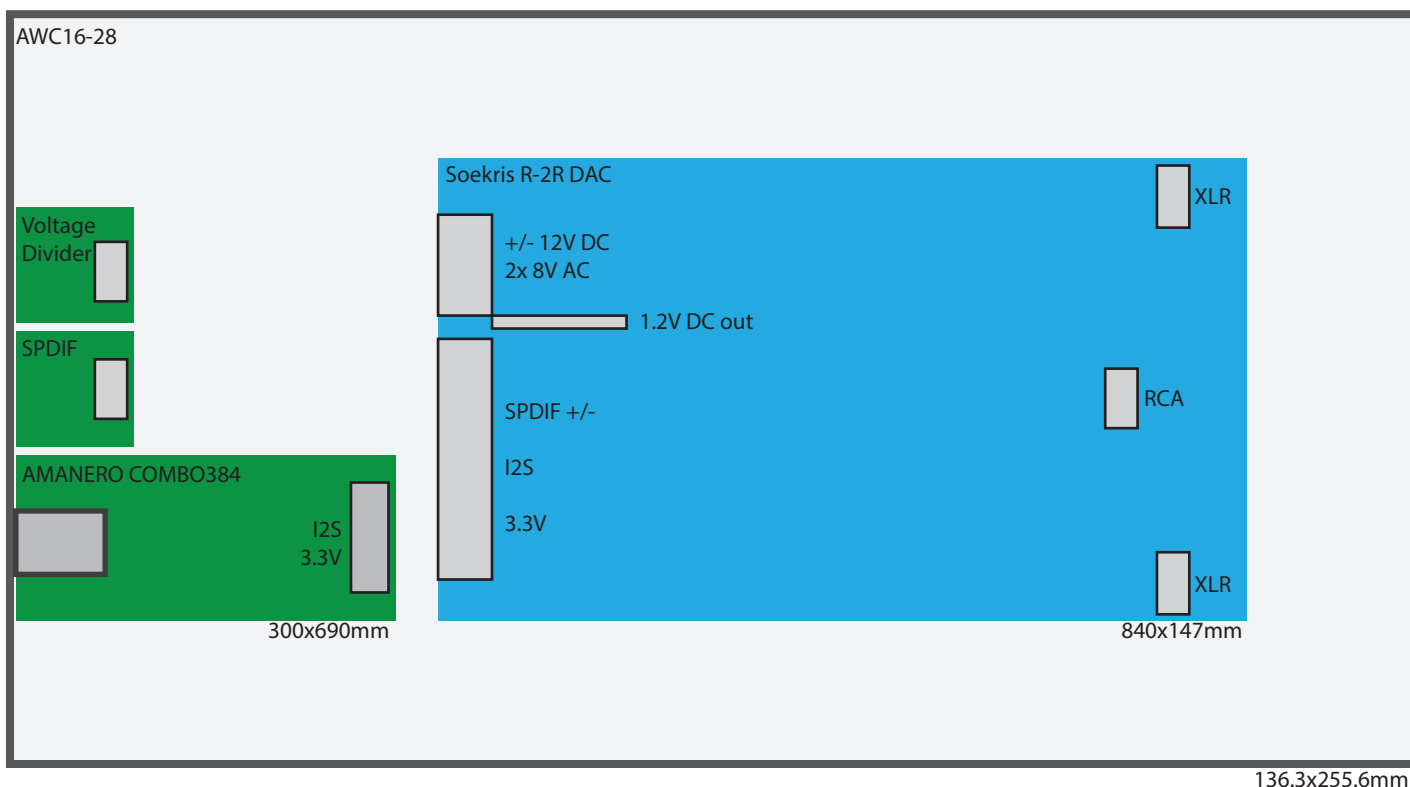 AWC16-28
Soekris R-2R DAC
XLR
Voltage
Divider
+/- 12V DC
2x 8V AC
1.2V DC out
SPDIF
SPDIF +/-
RCA
I2S
3.3V
AMANERO COMBO384
I2S
3.3V
XLR
300x690mm
840x147mm
136.3x255.6mm